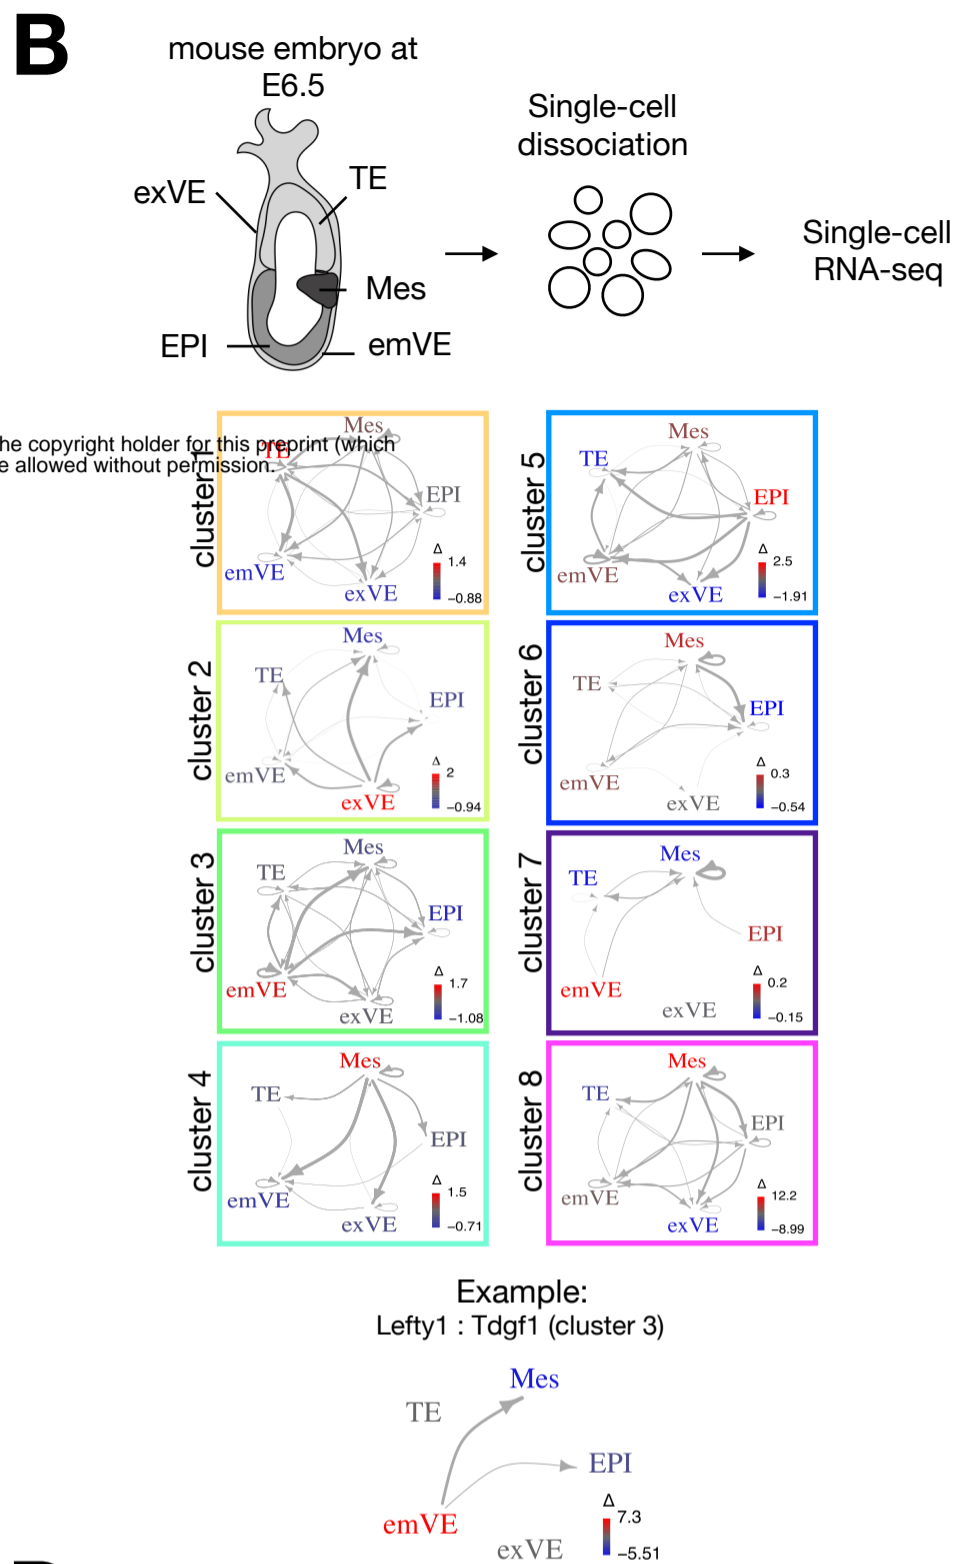 B
mouse embryo at
E6.5
exVE
TE
Mes
EPI
emVE
Single-cell
dissociation
Single-cell
RNA-seq
he copyright holder for this preprint (which
e allowed without permission.
cluster 1
Mes
TE
EPI
emVE
exVE
Δ
1.4
−0.88
cluster 5
Mes
TE
EPI
emVE
exVE
Δ
2.5
−1.91
cluster 2
Mes
TE
EPI
emVE
exVE
Δ
2
−0.94
cluster 6
Mes
TE
EPI
emVE
exVE
Δ
0.3
−0.54
cluster 3
Mes
TE
EPI
emVE
exVE
Δ
1.7
−1.08
cluster 7
Mes
TE
EPI
emVE
exVE
Δ
0.2
−0.15
cluster 4
Mes
TE
EPI
emVE
exVE
Δ
1.5
−0.71
cluster 8
Mes
TE
EPI
emVE
exVE
Δ
12.2
−8.99
Example:
Lefty1 : Tdgf1 (cluster 3)
Mes
TE
EPI
emVE
exVE
Δ
7.3
−5.51